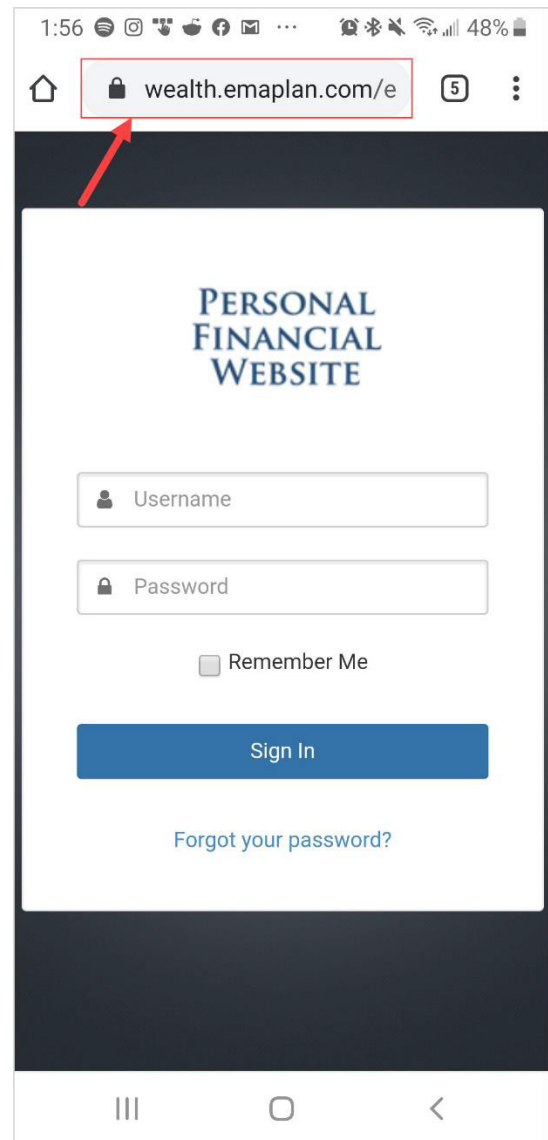 1:56 48%
wealth.emaplan.com/e 5
PERSONAL
FINANCIAL
WEBSITE
Username
Password
Remember Me
Sign In
Forgot your password?